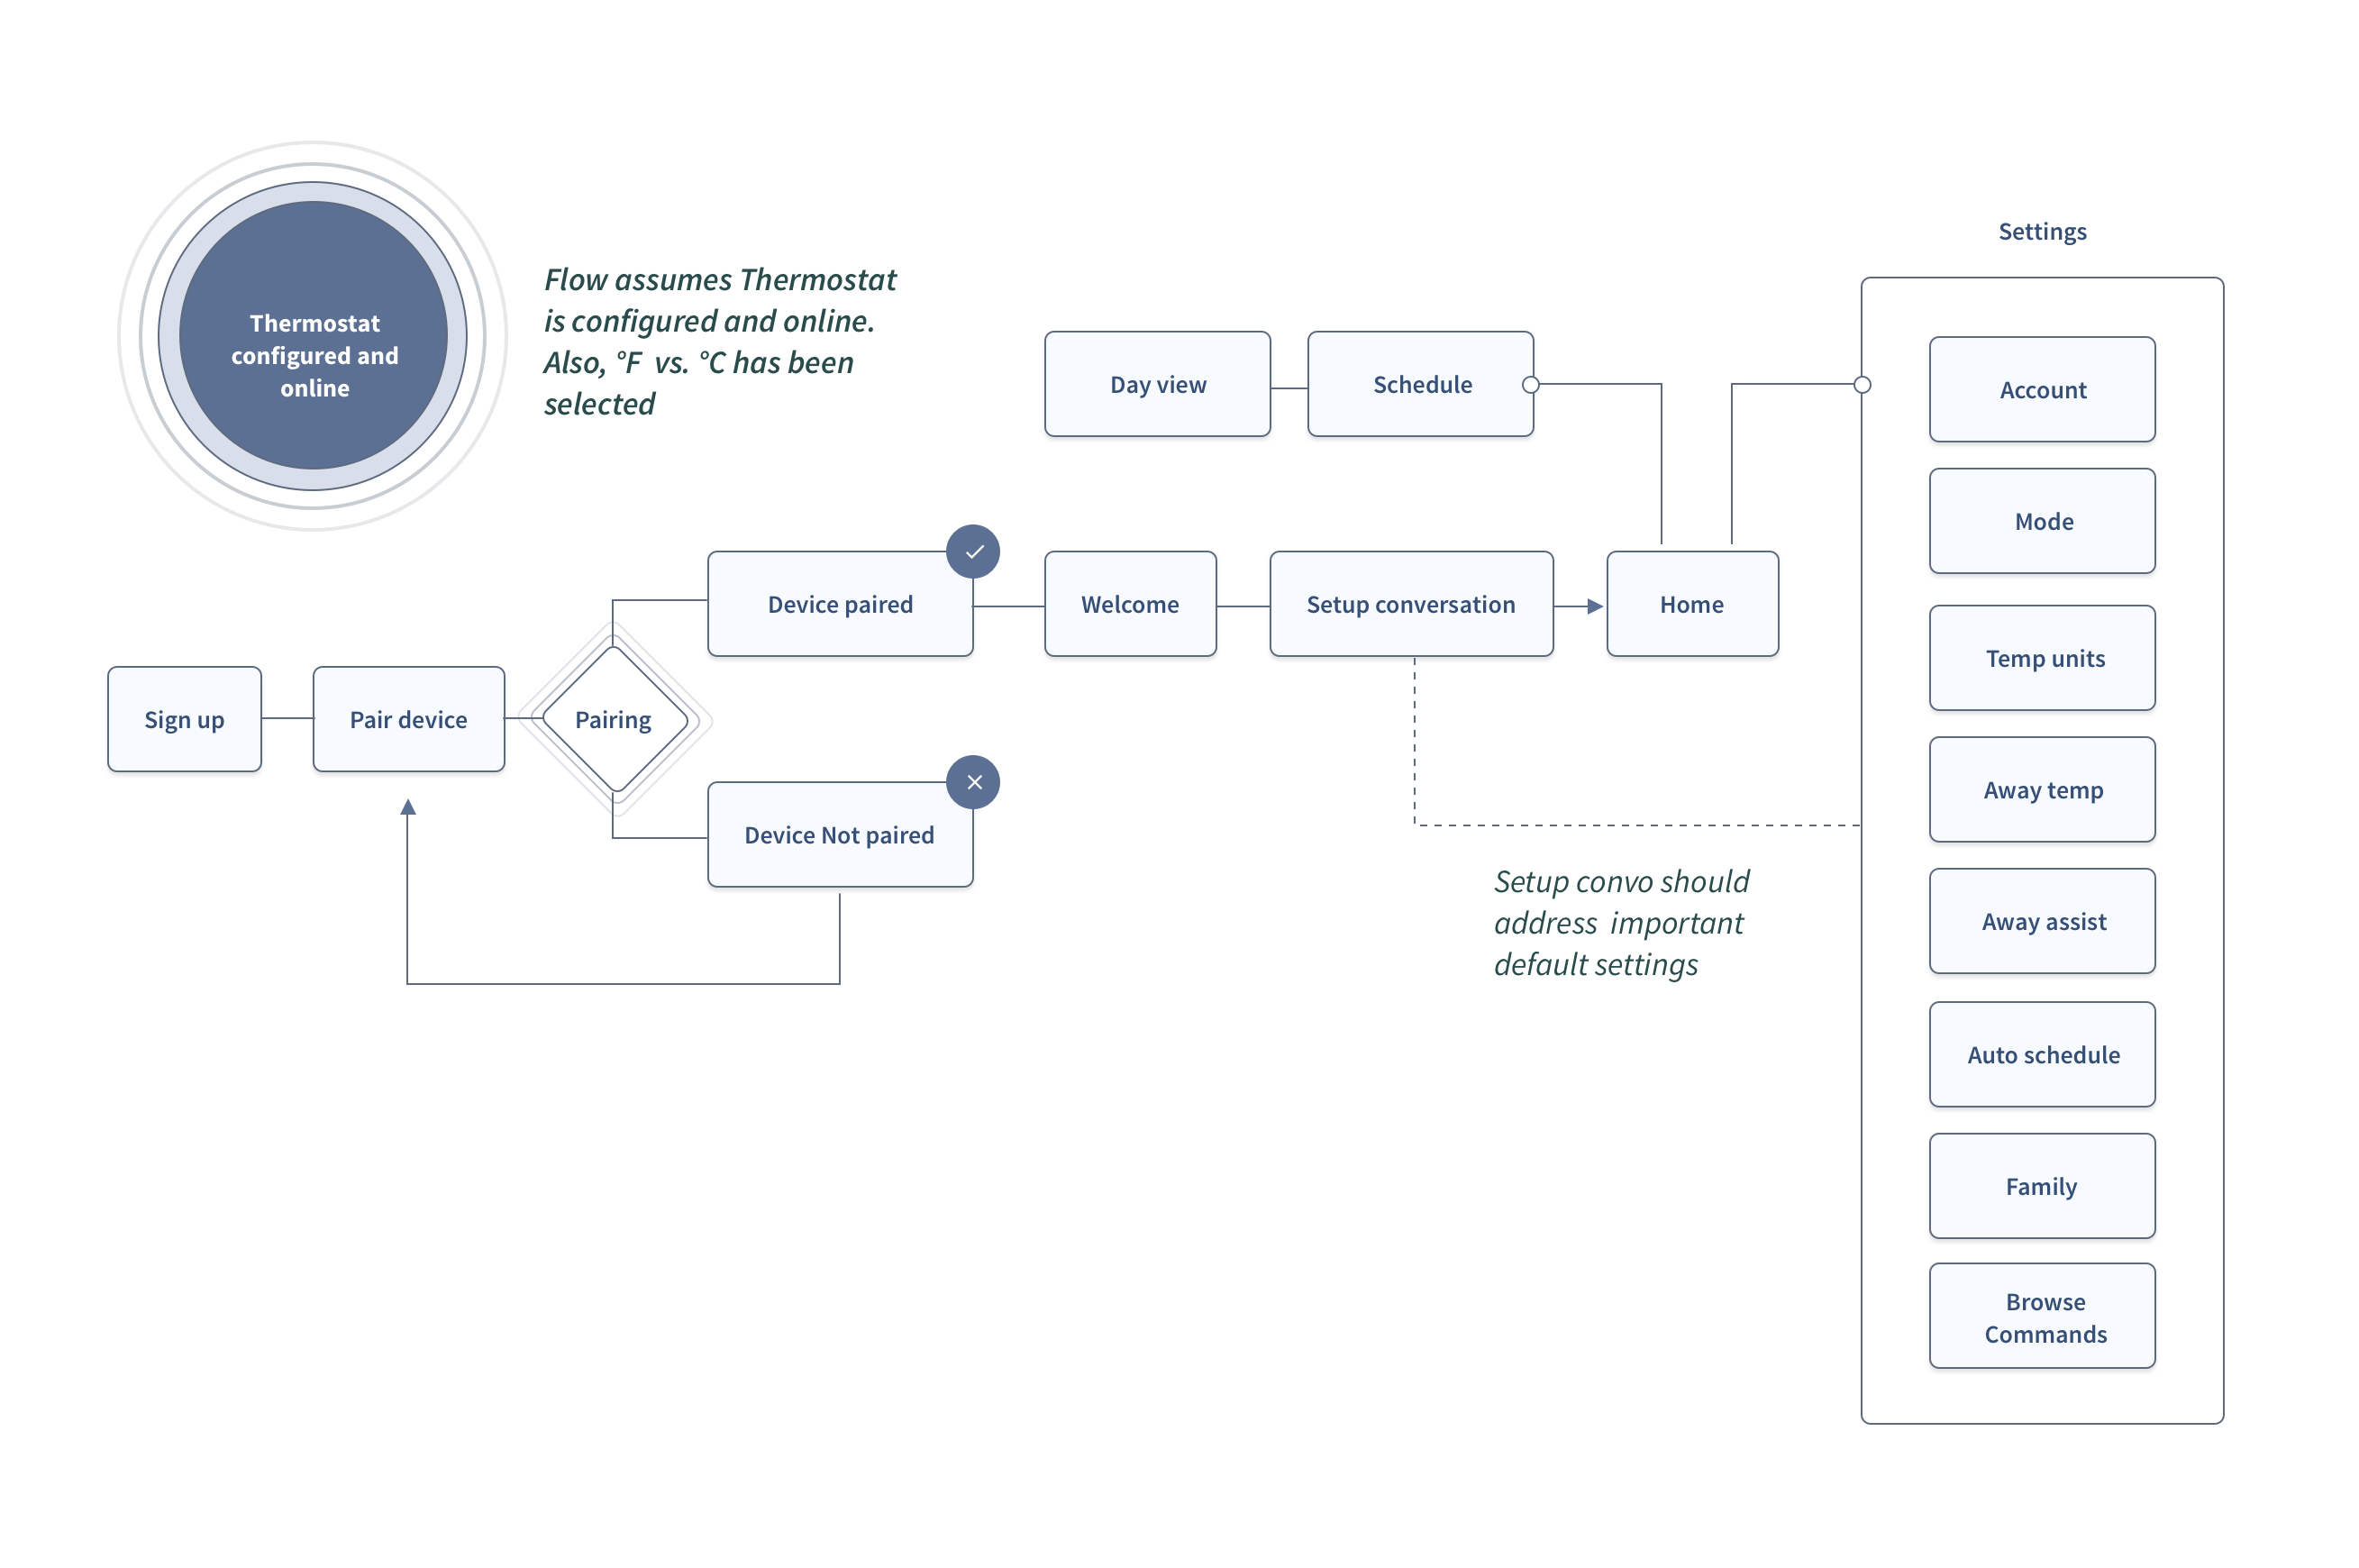 Thermostat
configured and
online
Flow assumes Thermostat
is configured and online.
Also, °F  vs. °C has been
selected
Settings
Day view
Schedule
Account
Mode
Device paired
Welcome
Setup conversation
Home
Temp units
Sign up
Pair device
Pairing
Away temp
Device Not paired
Setup convo should
address  important
default settings
Away assist
Auto schedule
Family
Browse
Commands